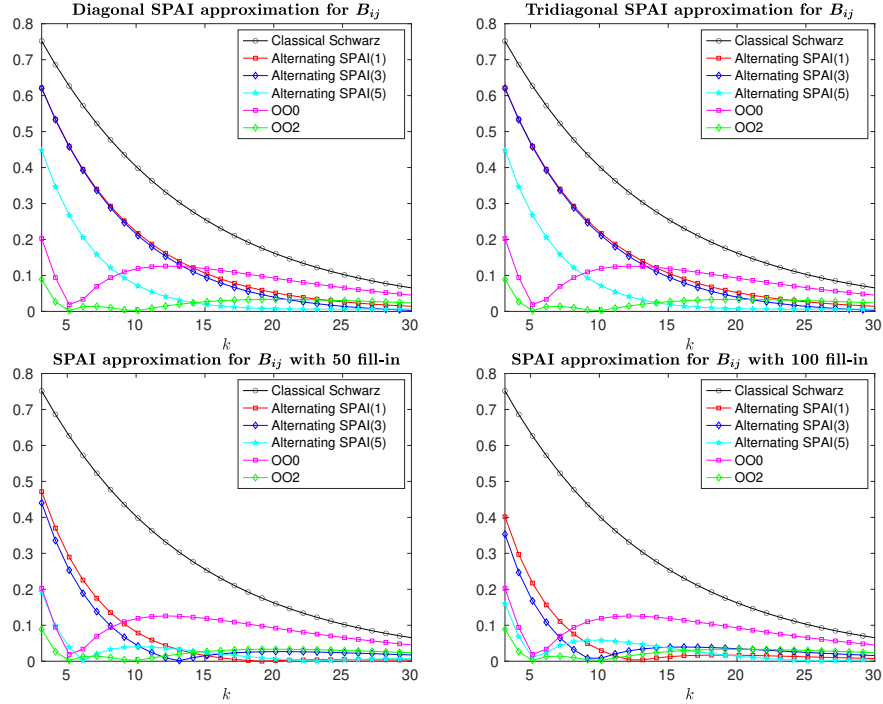 Diagonal SPAI approximation for B_{ij}
0.8
0.7
0.6
0.5
0.4
0.3
0.2
0.1
0
5
10
15
20
25
30
k
Classical Schwarz
Alternating SPAI(1)
Alternating SPAI(3)
Alternating SPAI(5)
OO0
OO2
Tridiagonal SPAI approximation for B_{ij}
0.8
0.7
0.6
0.5
0.4
0.3
0.2
0.1
0
5
10
15
20
25
30
k
Classical Schwarz
Alternating SPAI(1)
Alternating SPAI(3)
Alternating SPAI(5)
OO0
OO2
SPAI approximation for B_{ij} with 50 fill-in
0.8
0.7
0.6
0.5
0.4
0.3
0.2
0.1
0
5
10
15
20
25
30
k
Classical Schwarz
Alternating SPAI(1)
Alternating SPAI(3)
Alternating SPAI(5)
OO0
OO2
SPAI approximation for B_{ij} with 100 fill-in
0.8
0.7
0.6
0.5
0.4
0.3
0.2
0.1
0
5
10
15
20
25
30
k
Classical Schwarz
Alternating SPAI(1)
Alternating SPAI(3)
Alternating SPAI(5)
OO0
OO2